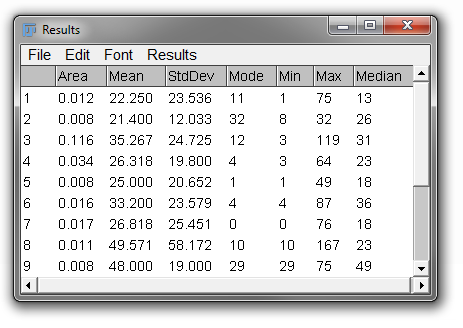 Results
File Edit Font Results
Area Mean StdDev Mode Min Max Median
1 0.012 22.250 23.536 11 1 75 13
2 0.008 21.400 12.033 32 8 32 26
3 0.116 35.267 24.725 12 3 119 31
4 0.034 26.318 19.800 4 3 64 23
5 0.008 25.000 20.652 1 1 49 18
6 0.016 33.200 23.579 4 4 87 36
7 0.017 26.818 25.451 0 0 76 18
8 0.011 49.571 58.172 10 10 167 23
9 0.008 48.000 19.000 29 29 75 49